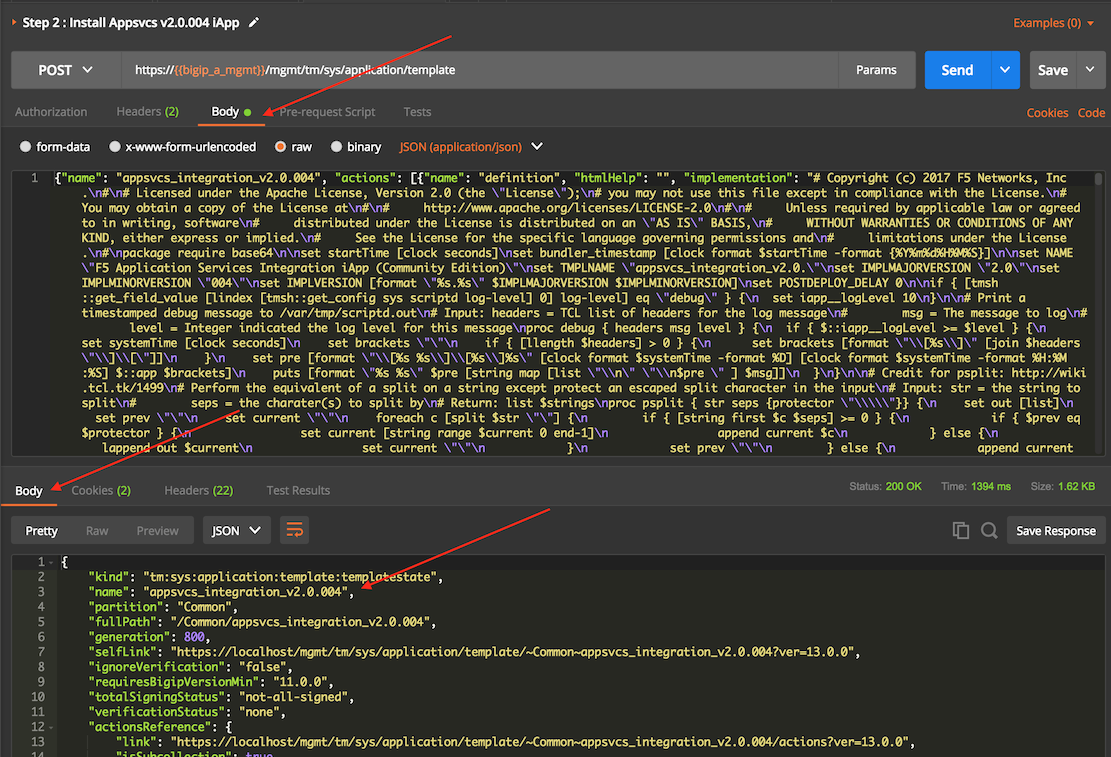 Step 2 : Install Appsvcs v2.0.004 iApp
Examples (0)
POST
https://{{bigip_a_mgmt}}/mgmt/tm/sys/application/template
Params
Send
Save
Authorization
Headers (2)
Body
Pre-request Script
Tests
Cookies
Code
form-data
x-www-form-urlencoded
raw
binary
JSON (application/json)
1 {"name": "appsvcs_integration_v2.0.004", "actions": [{"name": "definition", "htmlHelp": "", "implementation": "# Copyright (c) 2017 F5 Networks, Inc
.\n#\n# Licensed under the Apache License, Version 2.0 (the \"License\");\n# you may not use this file except in compliance with the License.\n#
You may obtain a copy of the License at\n#\n#     http://www.apache.org/licenses/LICENSE-2.0\n#\n#     Unless required by applicable law or agreed
to in writing, software\n#     distributed under the License is distributed on an \"AS IS\" BASIS,\n#     WITHOUT WARRANTIES OR CONDITIONS OF ANY
KIND, either express or implied.\n#     See the License for the specific language governing permissions and\n#     limitations under the License
.\n#\npackage require base64\n\nset startTime [clock seconds]\nset bundler_timestamp [clock format $startTime -format {%Y%m%d%H%M%S}]\n\nset NAME
\"F5 Application Services Integration iApp (Community Edition)\"\nset TMPLNAME \"appsvcs_integration_v2.0.\"\nset IMPLMAJORVERSION \"2.0\"\nset
IMPLMINORVERSION \"004\"\nset IMPLVERSION [format \"%s.%s\" $IMPLMAJORVERSION $IMPLMINORVERSION]\nset POSTDEPLOY_DELAY 0\n\nif { [tmsh
::get_field_value [lindex [tmsh::get_config sys scriptd log-level] 0] log-level] eq \"debug\" } {\n  set iapp__logLevel 10\n}\n\n# Print a
timestamped debug message to /var/tmp/scriptd.out\n# Input: headers = TCL list of headers for the log message\n#        msg = The message to log\n#
level = Integer indicated the log level for this message\nproc debug { headers msg level } {\n  if { $::iapp__logLevel >= $level } {\n
set systemTime [clock seconds]\n    set brackets \"\"\n    if { [llength $headers] > 0 } {\n      set brackets [format \"\\[%s\\]\" [join $headers
\"\\]\\[\"]]\n    }\n    set pre [format \"\\[%s %s\\]\\[%s\\]%s\" [clock format $systemTime -format %D] [clock format $systemTime -format %H:%M
:%S] $::app $brackets]\n    puts [format \"%s %s\" $pre [string map [list \"\\n\" \"\\n$pre \" ] $msg]]\n  }\n}\n\n# Credit for psplit: http://wiki
.tcl.tk/1499\n# Perform the equivalent of a split on a string except protect an escaped split character in the input\n# Input: str = the string to
split\n#        seps = the charater(s) to split by\n# Return: list $strings\nproc psplit { str seps {protector \"\\\\\"}} {\n    set out [list]\n
set prev \"\"\n    set current \"\"\n    foreach c [split $str \"\"] {\n        if { [string first $c $seps] >= 0 } {\n            if { $prev eq
$protector } {\n                set current [string range $current 0 end-1]\n                append current $c\n            } else {\n
lappend out $current\n                set current \"\"\n            }\n            set prev \"\"\n        } else {\n            append current
Body
Cookies (2)
Headers (22)
Test Results
Status: 200 OK
Time: 1394 ms
Size: 1.62 KB
Pretty
Raw
Preview
JSON
Save Response
1 {
2 "kind": "tm:sys:application:template:templatestate",
3 "name": "appsvcs_integration_v2.0.004",
4 "partition": "Common",
5 "fullPath": "/Common/appsvcs_integration_v2.0.004",
6 "generation": 800,
7 "selfLink": "https://localhost/mgmt/tm/sys/application/template/~Common~appsvcs_integration_v2.0.004?ver=13.0.0",
8 "ignoreVerification": "false",
9 "requiresBigipVersionMin": "11.0.0",
10 "totalSigningStatus": "not-all-signed",
11 "verificationStatus": "none",
12 "actionsReference": {
13 "link": "https://localhost/mgmt/tm/sys/application/template/~Common~appsvcs_integration_v2.0.004/actions?ver=13.0.0",
14 "isSubcollection": true